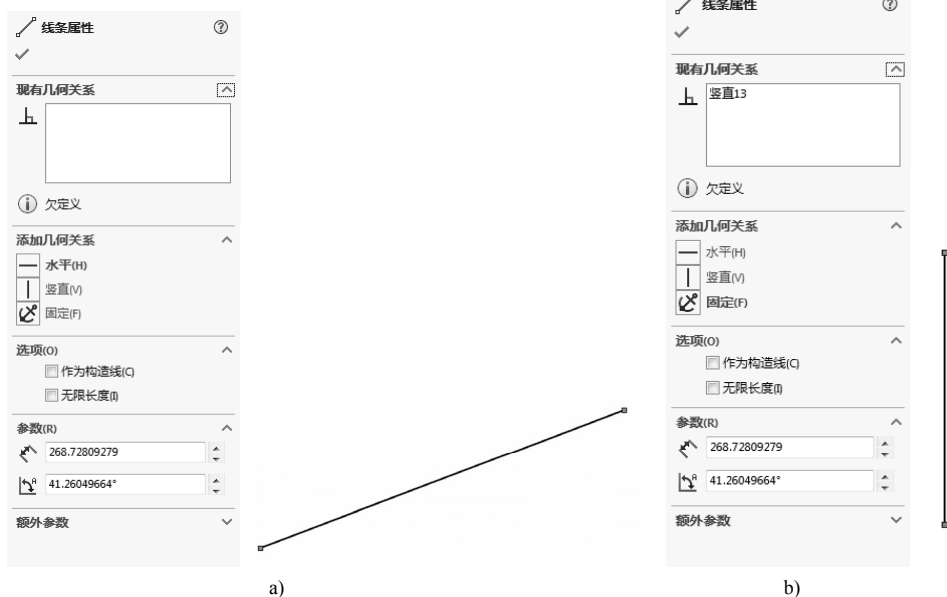 线条属性
现有几何关系
欠定义
添加几何关系
水平(H)
竖直(V)
固定(F)
选项(O)
作为构造线(C)
无限长度(I)
参数(R)
268.72809279
41.26049664°
额外参数
a)
线条属性
现有几何关系
竖直13
欠定义
添加几何关系
水平(H)
竖直(V)
固定(F)
选项(O)
作为构造线(C)
无限长度(I)
参数(R)
268.72809279
41.26049664°
额外参数
b)